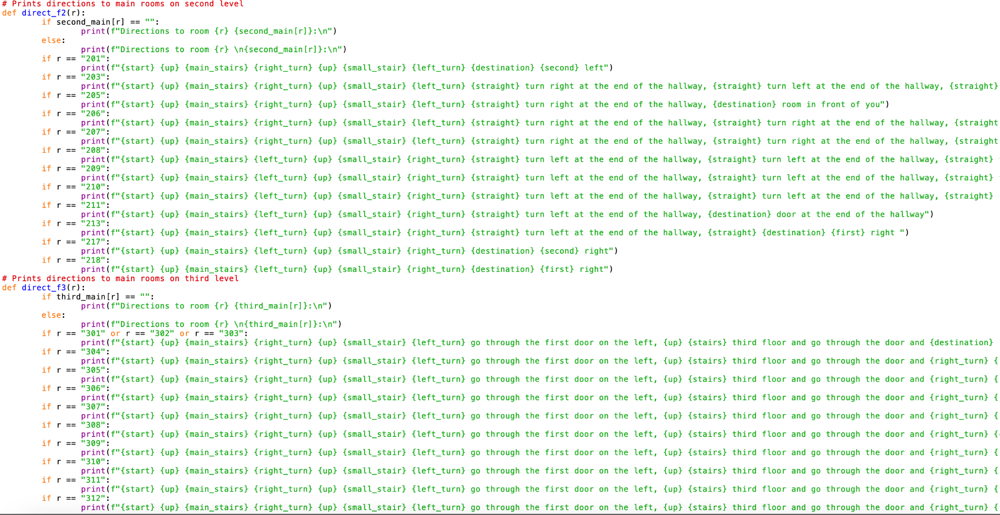 # Prints directions to main rooms on second level
def direct_f2(r):
        if second_main[r] == "":
                print(f"Directions to room {r} {second_main[r]}:\n")
        else:
                print(f"Directions to room {r} \n{second_main[r]}:\n")
        if r == "201":
                print(f"{start} {up} {main_stairs} {right_turn} {up} {small_stair} {left_turn} {destination} {second} left")
        if r == "203":
                print(f"{start} {up} {main_stairs} {right_turn} {up} {small_stair} {left_turn} {straight} turn right at the end of the hallway, {straight} turn left at the end of the hallway, {straight}
        if r == "205":
                print(f"{start} {up} {main_stairs} {right_turn} {up} {small_stair} {left_turn} {straight} turn right at the end of the hallway, {destination} room in front of you")
        if r == "206":
                print(f"{start} {up} {main_stairs} {right_turn} {up} {small_stair} {left_turn} {straight} turn right at the end of the hallway, {straight} turn right at the end of the hallway, {straight
        if r == "207":
                print(f"{start} {up} {main_stairs} {right_turn} {up} {small_stair} {left_turn} {straight} turn right at the end of the hallway, {straight} turn right at the end of the hallway, {straight
        if r == "208":
                print(f"{start} {up} {main_stairs} {left_turn} {up} {small_stair} {right_turn} {straight} turn left at the end of the hallway, {straight} turn left at the end of the hallway, {straight}
        if r == "209":
                print(f"{start} {up} {main_stairs} {left_turn} {up} {small_stair} {right_turn} {straight} turn left at the end of the hallway, {straight} turn left at the end of the hallway, {straight}
        if r == "210":
                print(f"{start} {up} {main_stairs} {left_turn} {up} {small_stair} {right_turn} {straight} turn left at the end of the hallway, {straight} turn left at the end of the hallway, {straight}
        if r == "211":
                print(f"{start} {up} {main_stairs} {left_turn} {up} {small_stair} {right_turn} {straight} turn left at the end of the hallway, {destination} door at the end of the hallway")
        if r == "213":
                print(f"{start} {up} {main_stairs} {left_turn} {up} {small_stair} {right_turn} {straight} turn left at the end of the hallway, {straight} {destination} {first} right ")
        if r == "217":
                print(f"{start} {up} {main_stairs} {left_turn} {up} {small_stair} {right_turn} {destination} {second} right")
        if r == "218":
                print(f"{start} {up} {main_stairs} {left_turn} {up} {small_stair} {right_turn} {destination} {first} right")
# Prints directions to main rooms on third level
def direct_f3(r):
        if third_main[r] == "":
                print(f"Directions to room {r} {third_main[r]}:\n")
        else:
                print(f"Directions to room {r} \n{third_main[r]}:\n")
        if r == "301" or r == "302" or r == "303":
                print(f"{start} {up} {main_stairs} {right_turn} {up} {small_stair} {left_turn} go through the first door on the left, {up} {stairs} third floor and go through the door and {destination}
        if r == "304":
                print(f"{start} {up} {main_stairs} {right_turn} {up} {small_stair} {left_turn} go through the first door on the left, {up} {stairs} third floor and go through the door and {right_turn} {
        if r == "305":
                print(f"{start} {up} {main_stairs} {right_turn} {up} {small_stair} {left_turn} go through the first door on the left, {up} {stairs} third floor and go through the door and {right_turn} {
        if r == "306":
                print(f"{start} {up} {main_stairs} {right_turn} {up} {small_stair} {left_turn} go through the first door on the left, {up} {stairs} third floor and go through the door and {right_turn} {
        if r == "307":
                print(f"{start} {up} {main_stairs} {right_turn} {up} {small_stair} {left_turn} go through the first door on the left, {up} {stairs} third floor and go through the door and {right_turn} {
        if r == "308":
                print(f"{start} {up} {main_stairs} {right_turn} {up} {small_stair} {left_turn} go through the first door on the left, {up} {stairs} third floor and go through the door and {right_turn} {
        if r == "309":
                print(f"{start} {up} {main_stairs} {right_turn} {up} {small_stair} {left_turn} go through the first door on the left, {up} {stairs} third floor and go through the door and {right_turn} {
        if r == "310":
                print(f"{start} {up} {main_stairs} {right_turn} {up} {small_stair} {left_turn} go through the first door on the left, {up} {stairs} third floor and go through the door and {right_turn} {
        if r == "311":
                print(f"{start} {up} {main_stairs} {right_turn} {up} {small_stair} {left_turn} go through the first door on the left, {up} {stairs} third floor and go through the door and {right_turn} {
        if r == "312":
                print(f"{start} {up} {main_stairs} {right_turn} {up} {small_stair} {left_turn} go through the first door on the left, {up} {stairs} third floor and go through the door and {right_turn} {